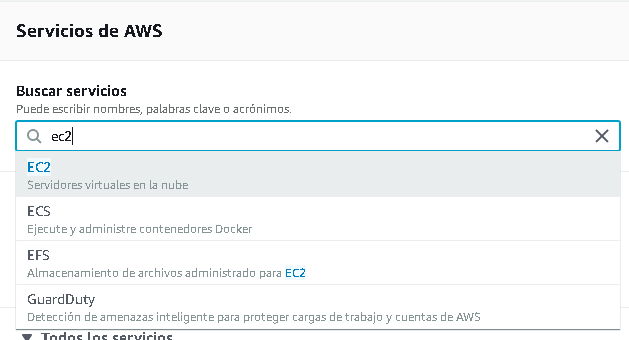 Servicios de AWS
Buscar servicios
Puede escribir nombres, palabras clave o acrónimos.
ec2
EC2
Servidores virtuales en la nube
ECS
Ejecute y administre contenedores Docker
EFS
Almacenamiento de archivos administrado para EC2
GuardDuty
Detección de amenazas inteligente para proteger cargas de trabajo y cuentas de AWS
Todos los servicios